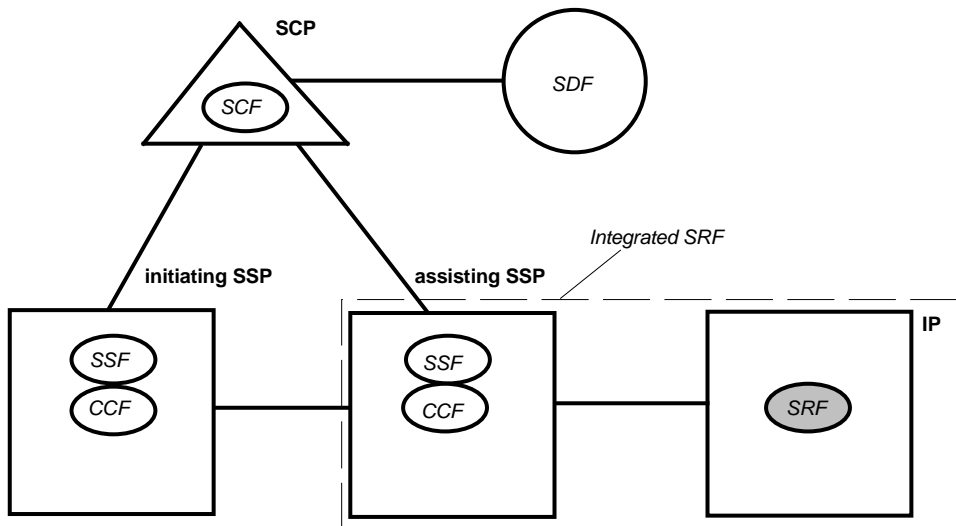 SCP
SDF
SCF
Integrated SRF
initiating SSP
assisting SSP
IP
SSF
SSF
CCF
CCF
SRF